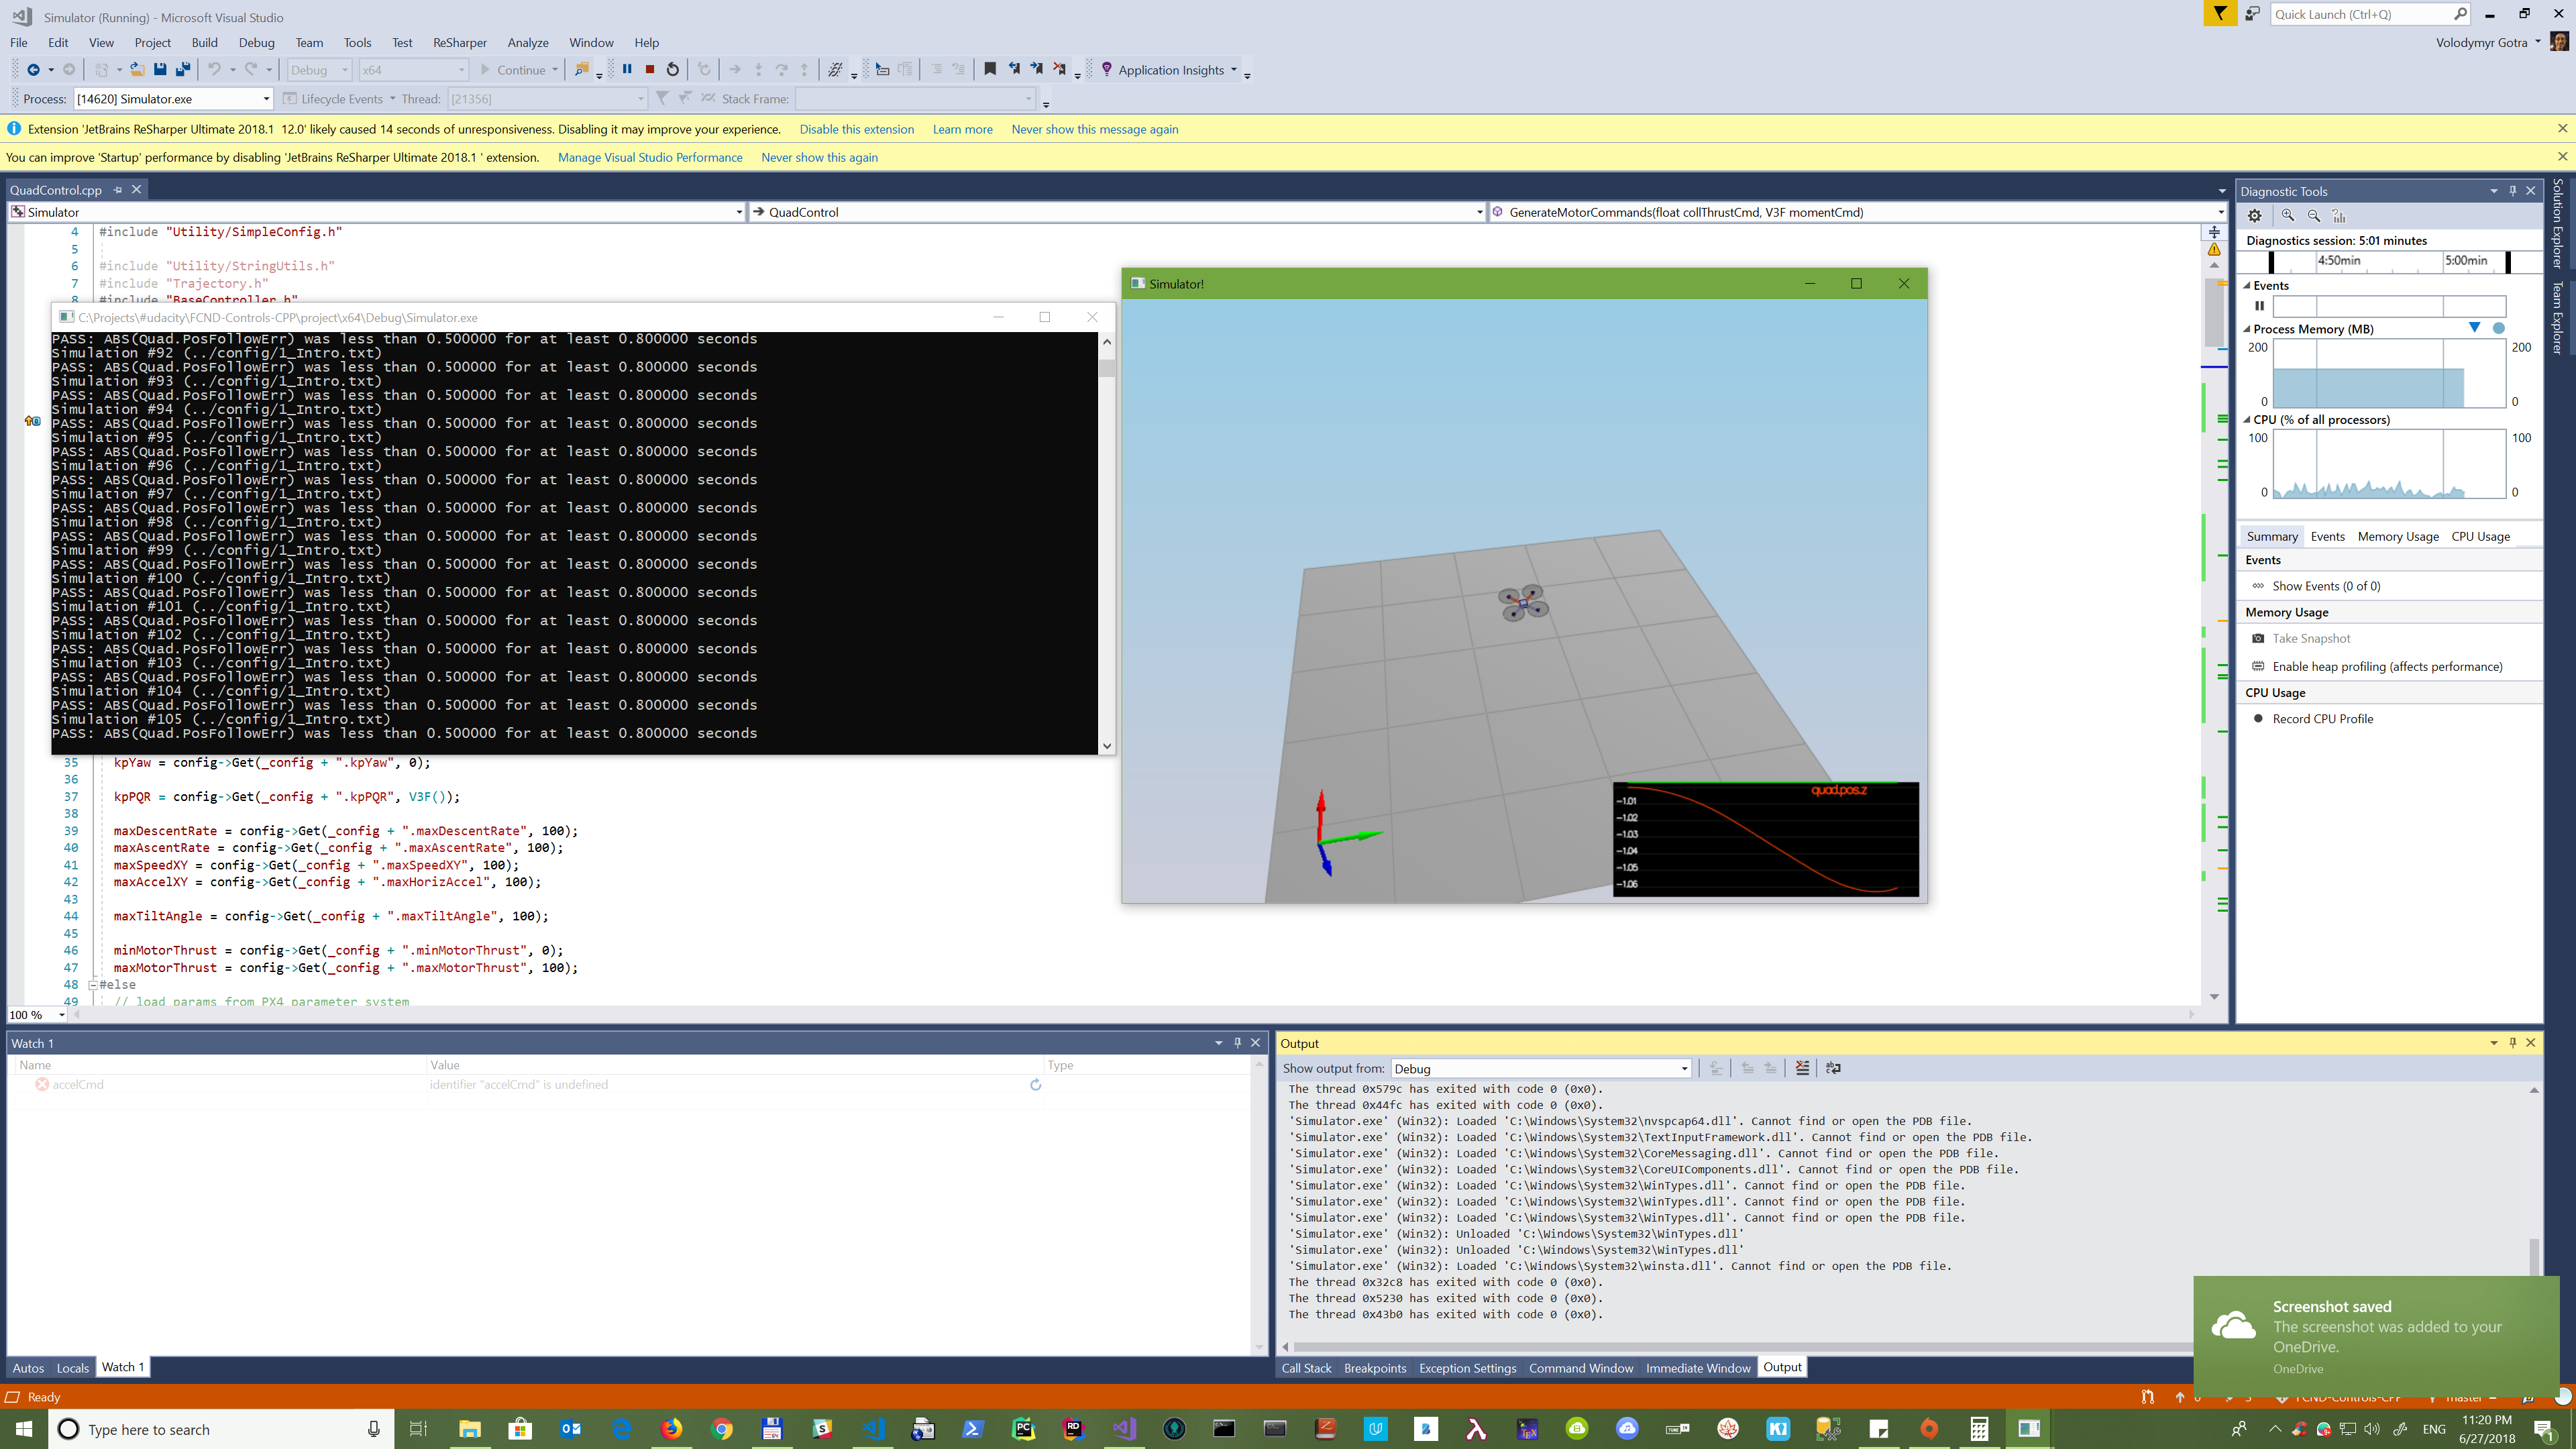 Simulator (Running) - Microsoft Visual Studio
Quick Launch (Ctrl+Q)
File Edit View Project Build Debug Team Tools Test ReSharper Analyze Window Help
Volodymyr Gotra
Debug x64 Continue Application Insights
Process: [14620] Simulator.exe Lifecycle Events Thread: [21356] Stack Frame:
Extension 'JetBrains ReSharper Ultimate 2018.1 12.0' likely caused 14 seconds of unresponsiveness. Disabling it may improve your experience. Disable this extension Learn more Never show this message again
You can improve 'Startup' performance by disabling 'JetBrains ReSharper Ultimate 2018.1 ' extension. Manage Visual Studio Performance Never show this again
QuadControl.cpp
Simulator QuadControl GenerateMotorCommands(float collThrustCmd, V3F momentCmd)
4 #include "Utility/SimpleConfig.h"
5
6 #include "Utility/StringUtils.h"
7 #include "Trajectory.h"
8 #include "BaseController.h"
C:\Projects\#udacity\FCND-Controls-CPP\project\x64\Debug\Simulator.exe
PASS: ABS(Quad.PosFollowErr) was less than 0.500000 for at least 0.800000 seconds
Simulation #92 (../config/1_Intro.txt)
PASS: ABS(Quad.PosFollowErr) was less than 0.500000 for at least 0.800000 seconds
Simulation #93 (../config/1_Intro.txt)
PASS: ABS(Quad.PosFollowErr) was less than 0.500000 for at least 0.800000 seconds
Simulation #94 (../config/1_Intro.txt)
PASS: ABS(Quad.PosFollowErr) was less than 0.500000 for at least 0.800000 seconds
Simulation #95 (../config/1_Intro.txt)
PASS: ABS(Quad.PosFollowErr) was less than 0.500000 for at least 0.800000 seconds
Simulation #96 (../config/1_Intro.txt)
PASS: ABS(Quad.PosFollowErr) was less than 0.500000 for at least 0.800000 seconds
Simulation #97 (../config/1_Intro.txt)
PASS: ABS(Quad.PosFollowErr) was less than 0.500000 for at least 0.800000 seconds
Simulation #98 (../config/1_Intro.txt)
PASS: ABS(Quad.PosFollowErr) was less than 0.500000 for at least 0.800000 seconds
Simulation #99 (../config/1_Intro.txt)
PASS: ABS(Quad.PosFollowErr) was less than 0.500000 for at least 0.800000 seconds
Simulation #100 (../config/1_Intro.txt)
PASS: ABS(Quad.PosFollowErr) was less than 0.500000 for at least 0.800000 seconds
Simulation #101 (../config/1_Intro.txt)
PASS: ABS(Quad.PosFollowErr) was less than 0.500000 for at least 0.800000 seconds
Simulation #102 (../config/1_Intro.txt)
PASS: ABS(Quad.PosFollowErr) was less than 0.500000 for at least 0.800000 seconds
Simulation #103 (../config/1_Intro.txt)
PASS: ABS(Quad.PosFollowErr) was less than 0.500000 for at least 0.800000 seconds
Simulation #104 (../config/1_Intro.txt)
PASS: ABS(Quad.PosFollowErr) was less than 0.500000 for at least 0.800000 seconds
Simulation #105 (../config/1_Intro.txt)
PASS: ABS(Quad.PosFollowErr) was less than 0.500000 for at least 0.800000 seconds
35 kpYaw = config->Get(_config + ".kpYaw", 0);
36
37 kpPQR = config->Get(_config + ".kpPQR", V3F());
38
39 maxDescentRate = config->Get(_config + ".maxDescentRate", 100);
40 maxAscentRate = config->Get(_config + ".maxAscentRate", 100);
41 maxSpeedXY = config->Get(_config + ".maxSpeedXY", 100);
42 maxAccelXY = config->Get(_config + ".maxHorizAccel", 100);
43
44 maxTiltAngle = config->Get(_config + ".maxTiltAngle", 100);
45
46 minMotorThrust = config->Get(_config + ".minMotorThrust", 0);
47 maxMotorThrust = config->Get(_config + ".maxMotorThrust", 100);
48 #else
49 // load params from PX4 parameter system
100 %
Simulator!
quad.pos.z
-1.01
-1.02
-1.03
-1.04
-1.05
-1.06
Diagnostic Tools
Diagnostics session: 5:01 minutes
4:50min 5:00min
Events
Process Memory (MB)
200 200
0 0
CPU (% of all processors)
100 100
0 0
Summary Events Memory Usage CPU Usage
Events
Show Events (0 of 0)
Memory Usage
Take Snapshot
Enable heap profiling (affects performance)
CPU Usage
Record CPU Profile
Solution Explorer
Team Explorer
Watch 1
Name Value Type
accelCmd identifier "accelCmd" is undefined
Autos Locals Watch 1
Output
Show output from: Debug
The thread 0x579c has exited with code 0 (0x0).
The thread 0x44fc has exited with code 0 (0x0).
'Simulator.exe' (Win32): Loaded 'C:\Windows\System32\nvspcap64.dll'. Cannot find or open the PDB file.
'Simulator.exe' (Win32): Loaded 'C:\Windows\System32\TextInputFramework.dll'. Cannot find or open the PDB file.
'Simulator.exe' (Win32): Loaded 'C:\Windows\System32\CoreMessaging.dll'. Cannot find or open the PDB file.
'Simulator.exe' (Win32): Loaded 'C:\Windows\System32\CoreUIComponents.dll'. Cannot find or open the PDB file.
'Simulator.exe' (Win32): Loaded 'C:\Windows\System32\WinTypes.dll'. Cannot find or open the PDB file.
'Simulator.exe' (Win32): Loaded 'C:\Windows\System32\WinTypes.dll'. Cannot find or open the PDB file.
'Simulator.exe' (Win32): Loaded 'C:\Windows\System32\WinTypes.dll'. Cannot find or open the PDB file.
'Simulator.exe' (Win32): Unloaded 'C:\Windows\System32\WinTypes.dll'
'Simulator.exe' (Win32): Unloaded 'C:\Windows\System32\WinTypes.dll'
'Simulator.exe' (Win32): Loaded 'C:\Windows\System32\winsta.dll'. Cannot find or open the PDB file.
The thread 0x32c8 has exited with code 0 (0x0).
The thread 0x5230 has exited with code 0 (0x0).
The thread 0x43b0 has exited with code 0 (0x0).
Call Stack Breakpoints Exception Settings Command Window Immediate Window Output
Screenshot saved
The screenshot was added to your
OneDrive.
OneDrive
Ready
FCND-Controls-CPP master
Type here to search
ENG
11:20 PM
6/27/2018